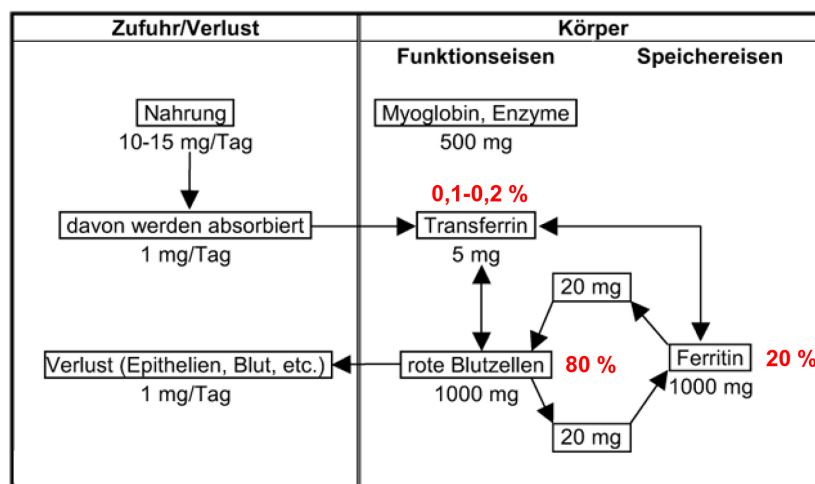 Zufuhr/Verlust
Körper
Funktionseisen
Speichereisen
Nahrung
10-15 mg/Tag
Myoglobin, Enzyme
500 mg
0,1-0,2 %
davon werden absorbiert
1 mg/Tag
Transferrin
5 mg
20 mg
Verlust (Epithelien, Blut, etc.)
1 mg/Tag
rote Blutzellen
1000 mg
80 %
Ferritin
1000 mg
20 %
20 mg